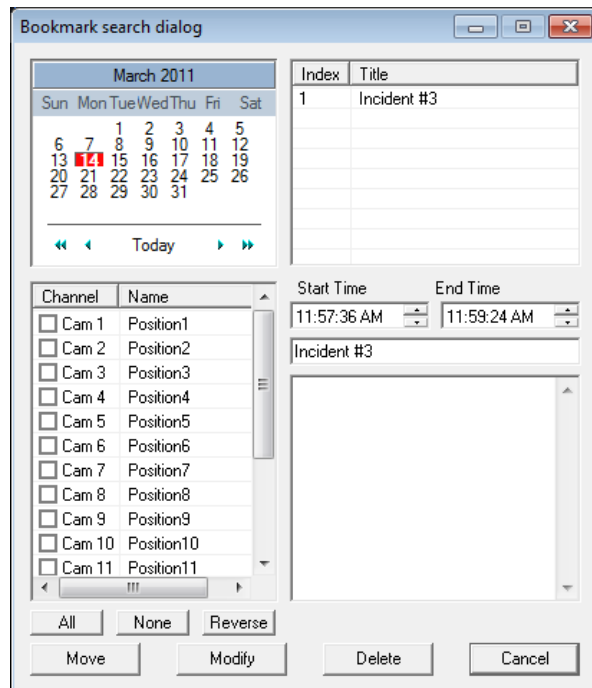 Bookmark search dialog
March 2011
Sun Mon Tue Wed Thu Fri Sat
1 2 3 4 5
6 7 8 9 10 11 12
13 14 15 16 17 18 19
20 21 22 23 24 25 26
27 28 29 30 31
Today
Index Title
1 Incident #3
Channel Name
Cam 1 Position1
Cam 2 Position2
Cam 3 Position3
Cam 4 Position4
Cam 5 Position5
Cam 6 Position6
Cam 7 Position7
Cam 8 Position8
Cam 9 Position9
Cam 10 Position10
Cam 11 Position11
Start Time End Time
11:57:36 AM 11:59:24 AM
Incident #3
All None Reverse
Move Modify Delete Cancel